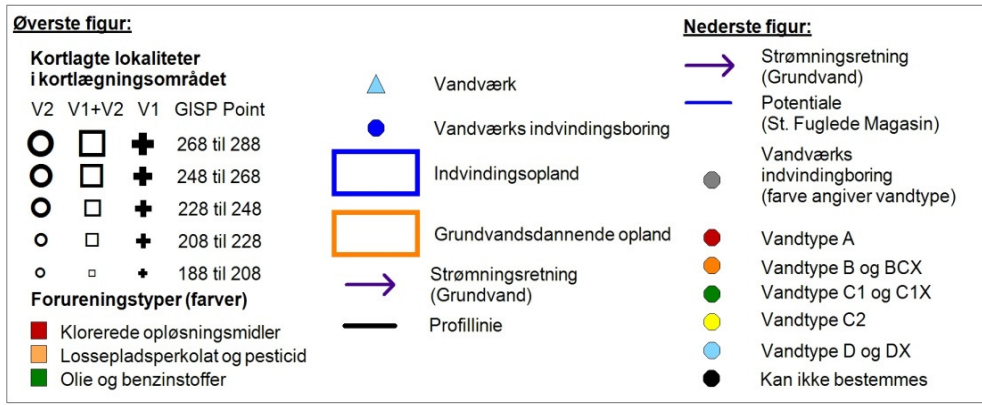 Øverste figur:
Kortlagte lokaliteter
i kortlægningsområdet
V2 V1+V2 V1 GISP Point
268 til 288
248 til 268
228 til 248
208 til 228
188 til 208
Forureningstyper (farver)
Klorerede opløsningsmidler
Lossepladsperkolat og pesticid
Olie og benzinstoffer
Vandværk
Vandværks indvindingsboring
Indvindingsopland
Grundvandsdannende opland
Strømningsretning
(Grundvand)
Profillinie
Nederste figur:
Strømningsretning
(Grundvand)
Potentiale
(St. Fuglede Magasin)
Vandværks
indvindingboring
(farve angiver vandtype)
Vandtype A
Vandtype B og BCX
Vandtype C1 og C1X
Vandtype C2
Vandtype D og DX
Kan ikke bestemmes